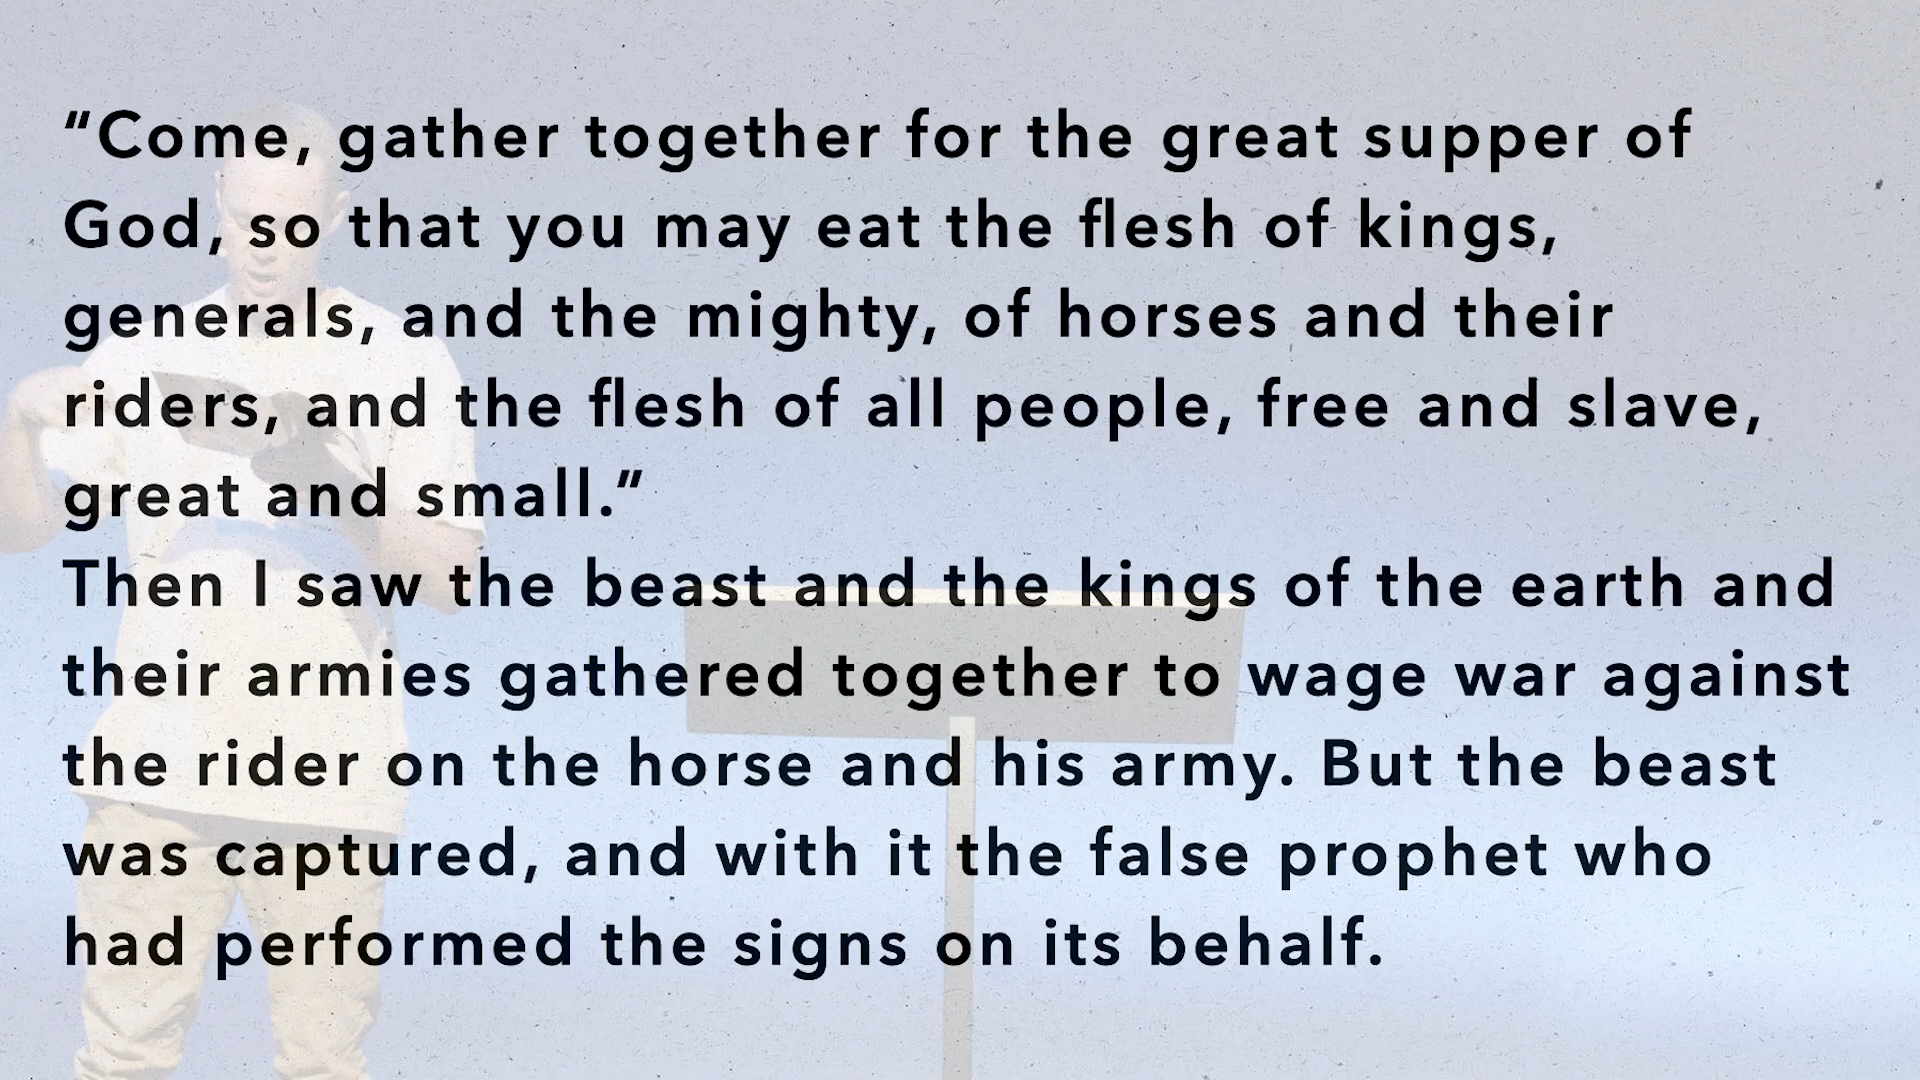 “Come, gather together for the great supper of
God, so that you may eat the flesh of kings,
generals, and the mighty, of horses and their
riders, and the flesh of all people, free and slave,
great and small.”
Then I saw the beast and the kings of the earth and
their armies gathered together to wage war against
the rider on the horse and his army. But the beast
was captured, and with it the false prophet who
had performed the signs on its behalf.